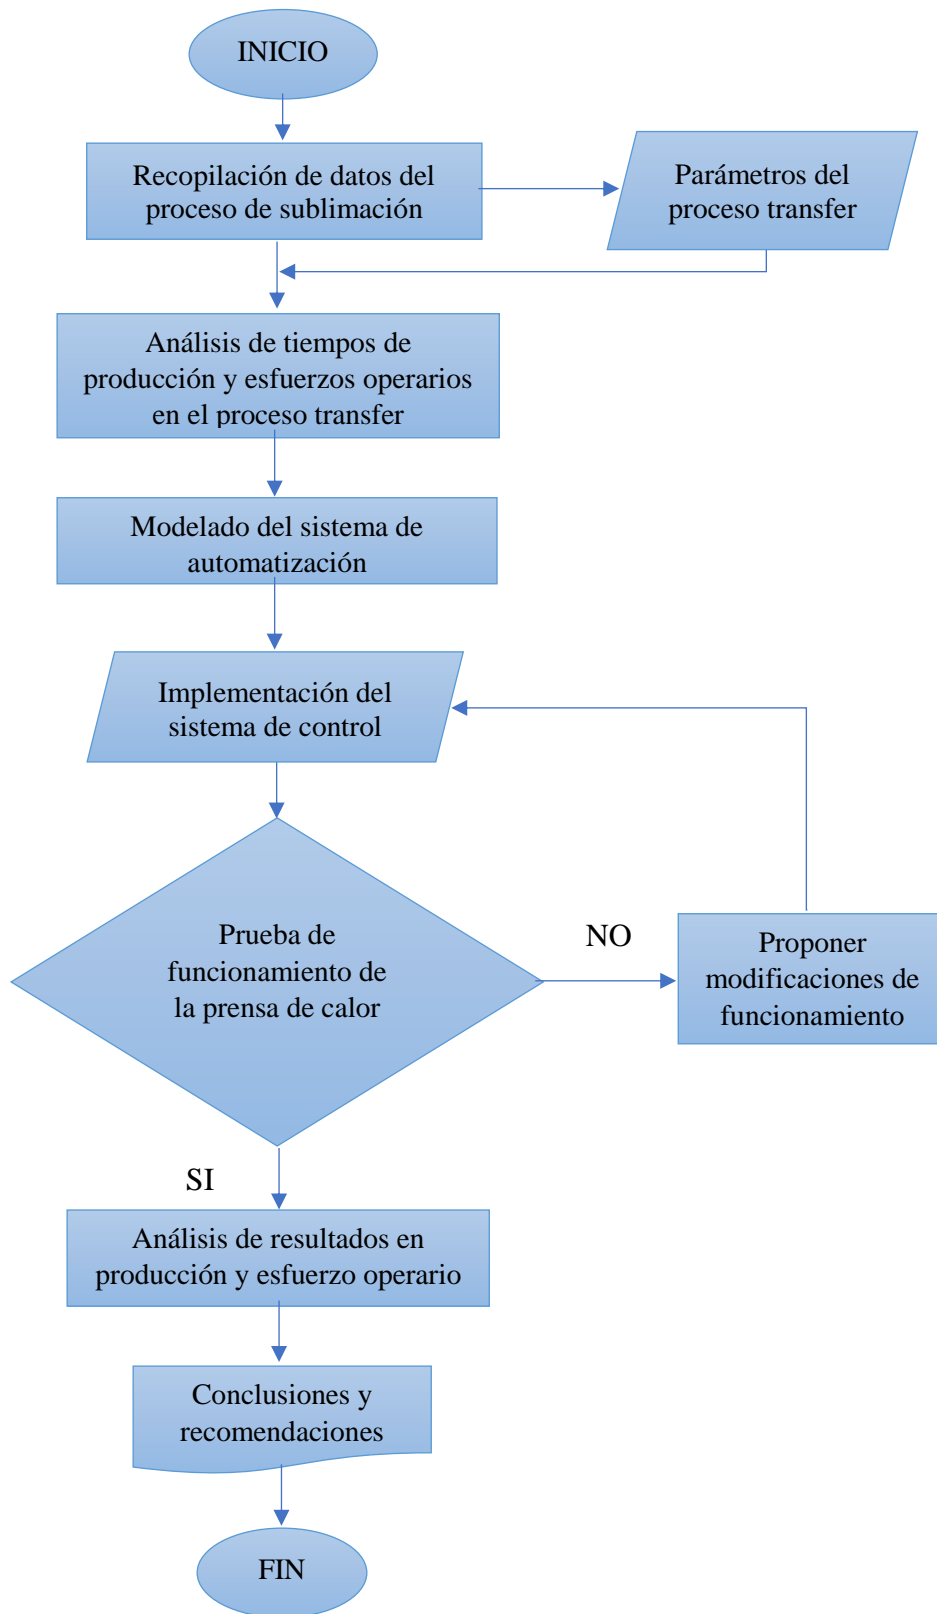 INICIO
Recopilación de datos del
proceso de sublimación
Parámetros del
proceso transfer
Análisis de tiempos de
producción y esfuerzos operarios
en el proceso transfer
Modelado del sistema de
automatización
Implementación del
sistema de control
Prueba de
funcionamiento de
la prensa de calor
NO
Proponer
modificaciones de
funcionamiento
SI
Análisis de resultados en
producción y esfuerzo operario
Conclusiones y
recomendaciones
FIN